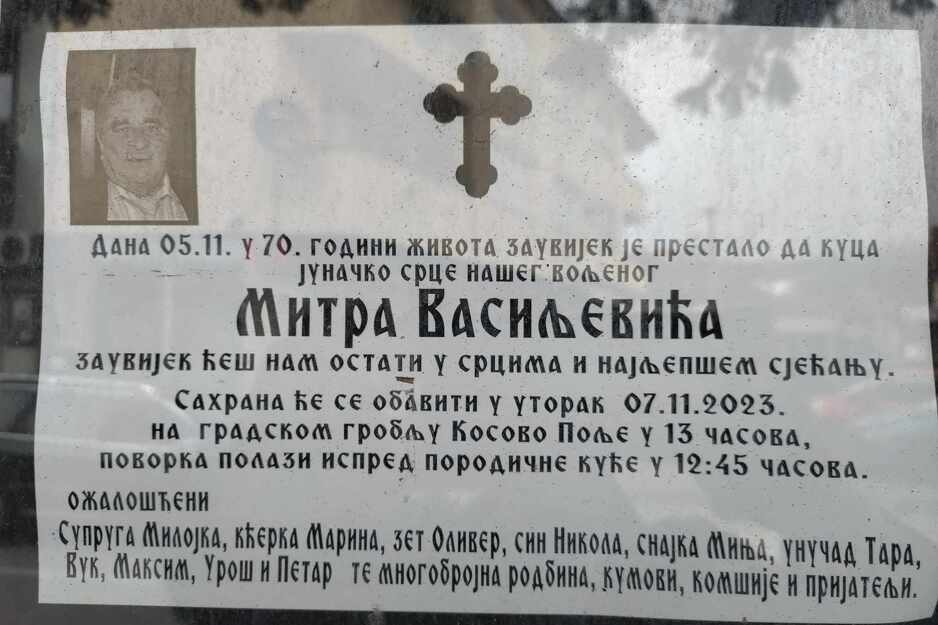 Дана 05.11. у 70. години живота заувијек је престало да куца
јуначко срце нашег вољеног
Митра Васиљевића
заувијек ћеш нам остати у срцима и најљепшем сјећању.
Сахрана ће се обавити у уторак 07.11.2023.
на градском гробљу Косово Поље у 13 часова,
поворка полази испред породичне куће у 12:45 часова.
ожалошћени
Супруга Милојка, кћерка Марина, зет Оливер, син Никола, снајка Миња, унучад Тара,
Вук, Максим, Урош и Петар те многобројна родбина, кумови, комшије и пријатељи.